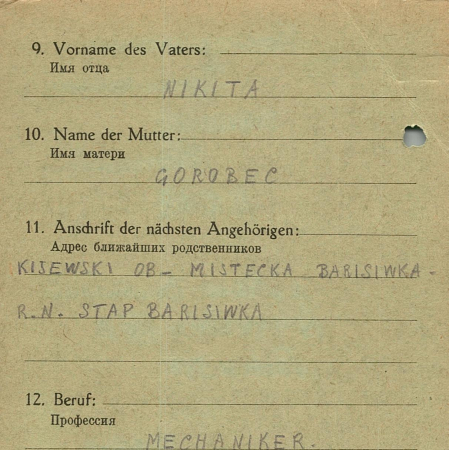 9. Vorname des Vaters:
Имя отца
NIKITA
10. Name der Mutter:
Имя матери
GOROBEC
11. Anschrift der nächsten Angehörigen:
Адрес ближайших родственников
KIJEWSKI OB- MISTECKA BARISIWKA-
R.N. STAP BARISIWKA
12. Beruf:
Профессия
MECHANIKER.